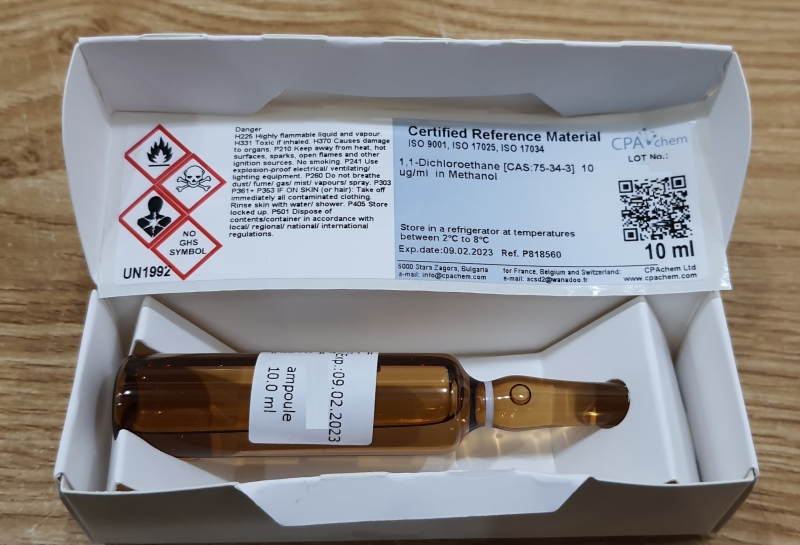 Danger
H225 Highly flammable liquid and vapour.
H331 Toxic if inhaled. H370 Causes damage
to organs. P210 Keep away from heat, hot
surfaces, sparks, open flames and other
ignition sources. No smoking. P241 Use
explosion-proof electrical/ ventilating/
lighting equipment. P260 Do not breathe
dust/ fume/ gas/ mist/ vapours/ spray. P303
P361+ P353 IF ON SKIN (or hair): Take off
immediately all contaminated clothing.
Rinse skin with water/ shower. P405 Store
locked up. P501 Dispose of
contents/container in accordance with
local/ regional/ national/ international
regulations.
NO
GHS
SYMBOL
UN1992
Certified Reference Material
ISO 9001, ISO 17025, ISO 17034
CPAchem
LOT No.:
1,1-Dichloroethane [CAS:75-34-3] 10
ug/ml in Methanol
Store in a refrigerator at temperatures
between 2°C to 8°C
Exp.date:09.02.2023 Ref. P818560
10 ml
6000 Stara Zagora, Bulgaria
e-mail: info@cpachem.com
for France, Belgium and Switzerland:
e-mail: acsd2@wanadoo.fr
CPAchem Ltd
www.cpachem.com
Exp.:09.02.2023
ampoule
10.0 ml